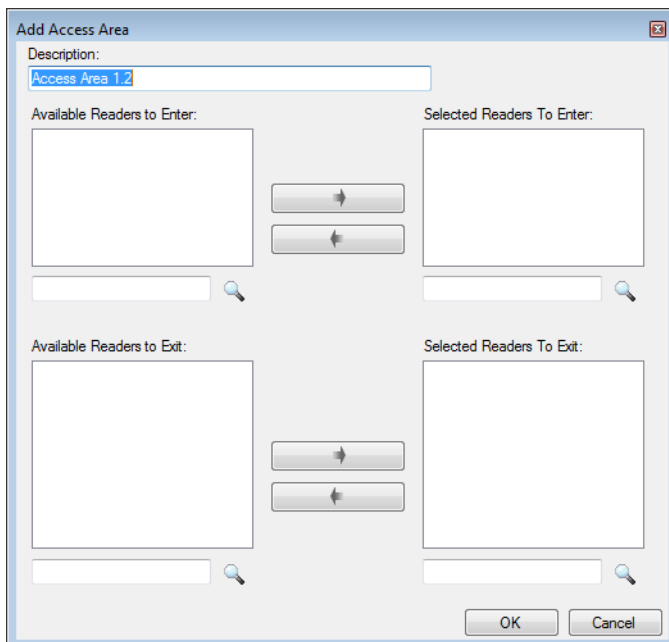 Add Access Area
Description:
Access Area 1.2
Available Readers to Enter:
Selected Readers To Enter:
Available Readers to Exit:
Selected Readers To Exit:
OK
Cancel